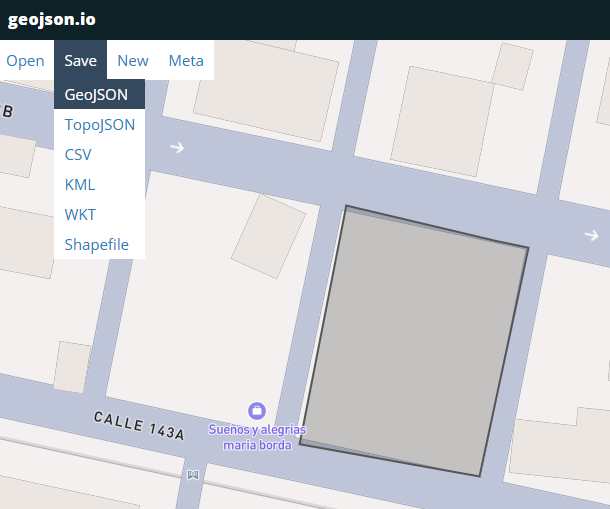 geojson.io
Open Save New Meta
GeoJSON
TopoJSON
CSV
KML
WKT
Shapefile
B
CALLE 143A
Sueños y alegrias
maria borda